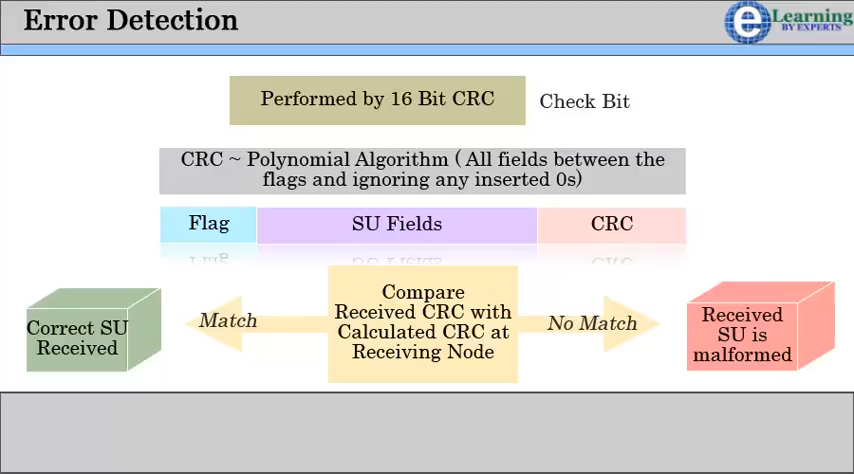 Error Detection
e Learning
BY EXPERTS
Performed by 16 Bit CRC
Check Bit
CRC ~ Polynomial Algorithm ( All fields between the
flags and ignoring any inserted 0s)
Flag
SU Fields
CRC
Compare
Received CRC with
Calculated CRC at
Receiving Node
Match
No Match
Correct SU
Received
Received
SU is
malformed